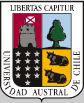 LIBERTAS CAPITUR
UNIVERSIDAD AUSTRAL DE CHILE